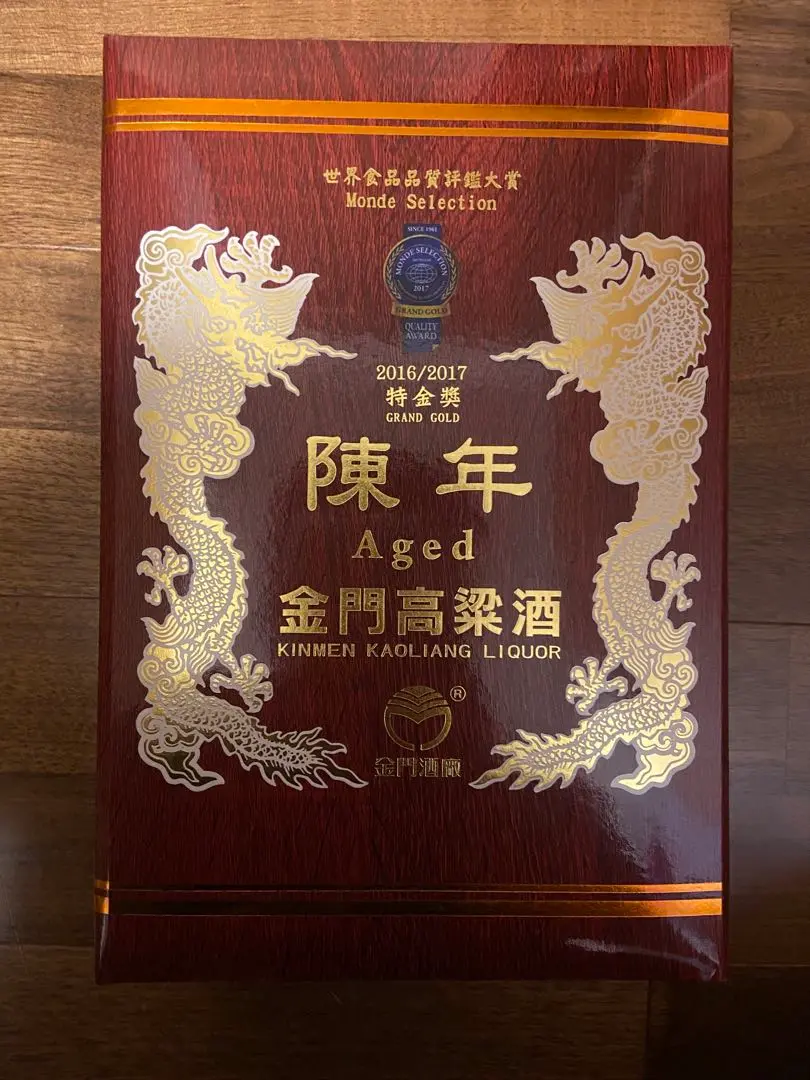 世界食品品質評鑑大賞
Monde Selection
SINCE 1961
MONDE SELECTION
2017
GRAND GOLD
QUALITY
AWARD
2016/2017
特金獎
GRAND GOLD
陳年
Aged
金門高粱酒
KINMEN KAOLIANG LIQUOR
®
金門酒廠